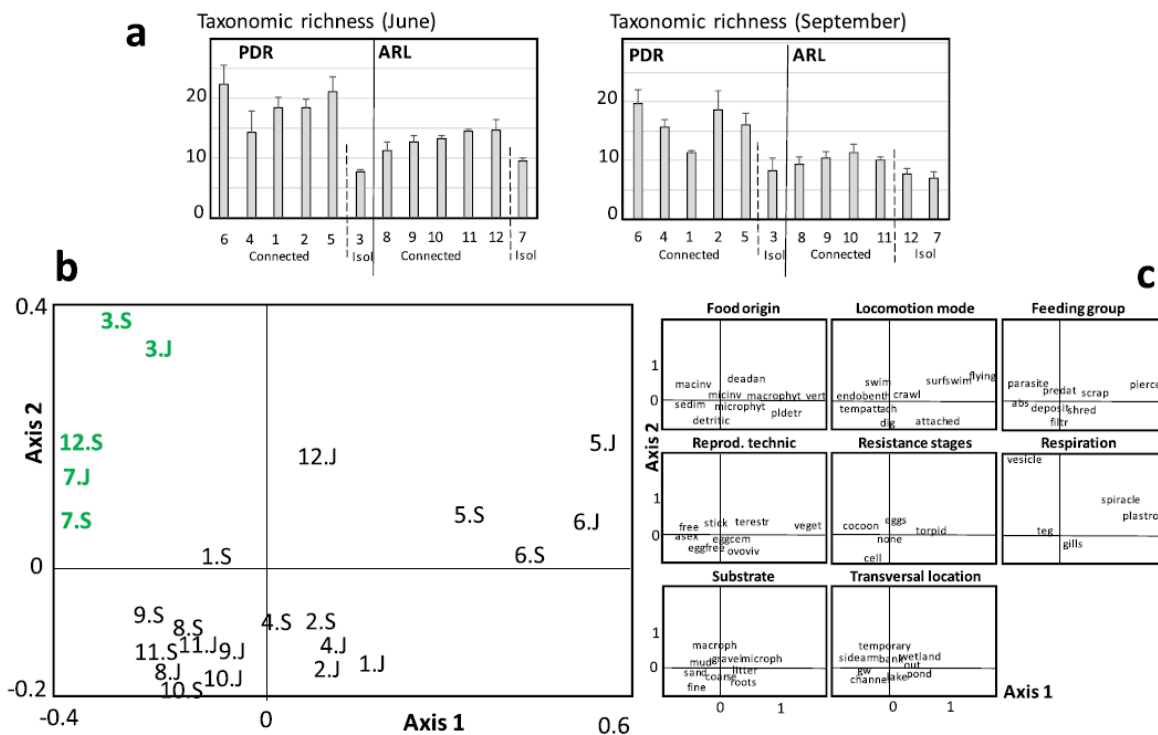 a
Taxonomic richness (June)
PDR
ARL
20
10
0
6 4 1 2 5 3 8 9 10 11 12 7
Connected
Isol
Connected
Isol
Taxonomic richness (September)
PDR
ARL
20
10
0
6 4 1 2 5 3 8 9 10 11 12 7
Connected
Isol
Connected
Isol
b
0.4
3.S
3.J
12.S
12.J
5.J
7.J
7.S
5.S
6.J
1.S
6.S
Axis 2
0
9.S
8.S
4.S
2.S
11.S
11.J
9.J
4.J
8.J
10.J
2.J
1.J
10.S
-0.2
-0.4
0
Axis 1
0.6
c
Food origin
macinv
deadan
micinv
macrophyt
vert
sedim
microphyt
pldetr
detritic
Locomotion mode
swim
surfswim
flying
endobenth
crawl
tempattach
dig
attached
Feeding group
parasite
predat
scrap
pierce
abs
deposit
shred
filtr
1
0
Axis 2
Reprod. technic
free
stick
terestr
veget
asex
eggcem
eggfree
ovoviv
Resistance stages
cocoon
eggs
torpid
none
cell
Respiration
vesicle
spiracle
plastro
teg
gills
1
0
Substrate
macroph
mud
gravel
microph
sand
coarse
litter
fine
roots
Transversal location
temporary
sidearm
bank
wetland
out
gw
channel
lake
pond
1
0
0
1
0
1
Axis 1